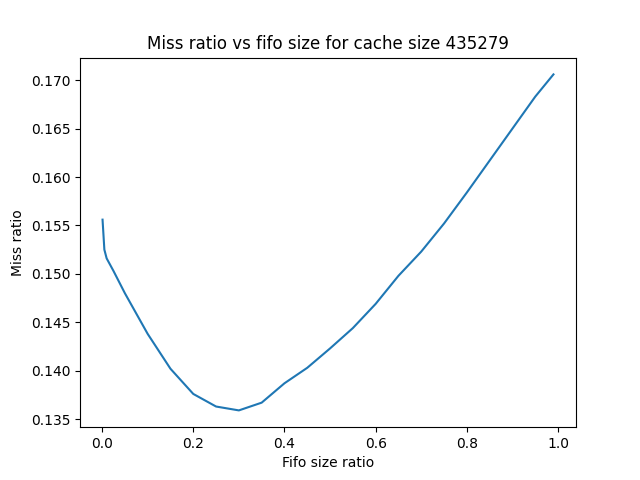 Miss ratio vs fifo size for cache size 435279
0.170
0.165
0.160
0.155
0.150
0.145
0.140
0.135
Miss ratio
0.0 0.2 0.4 0.6 0.8 1.0
Fifo size ratio